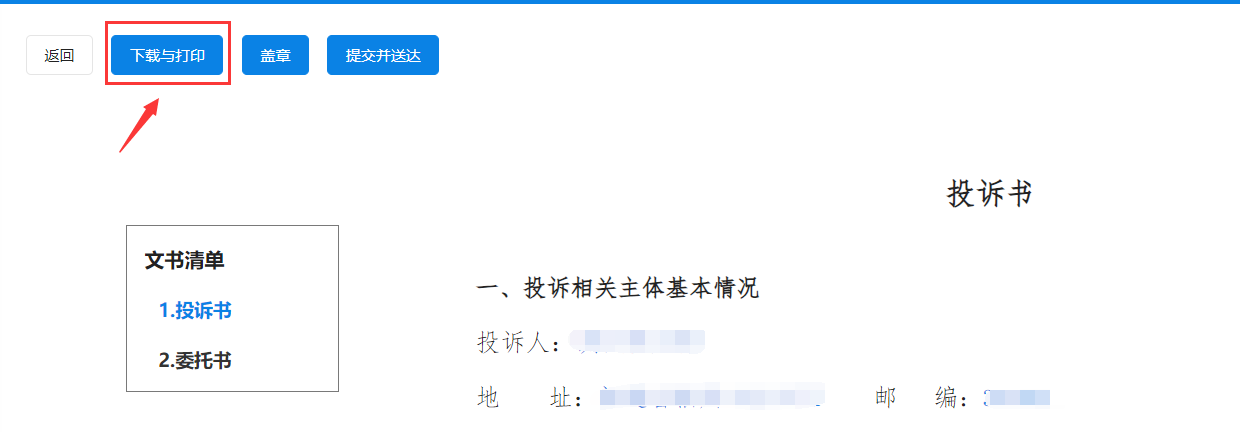 返回 下载与打印 盖章 提交并送达
投诉书
文书清单
1.投诉书
2.委托书
一、投诉相关主体基本情况
投诉人：
地 址： 邮 编：